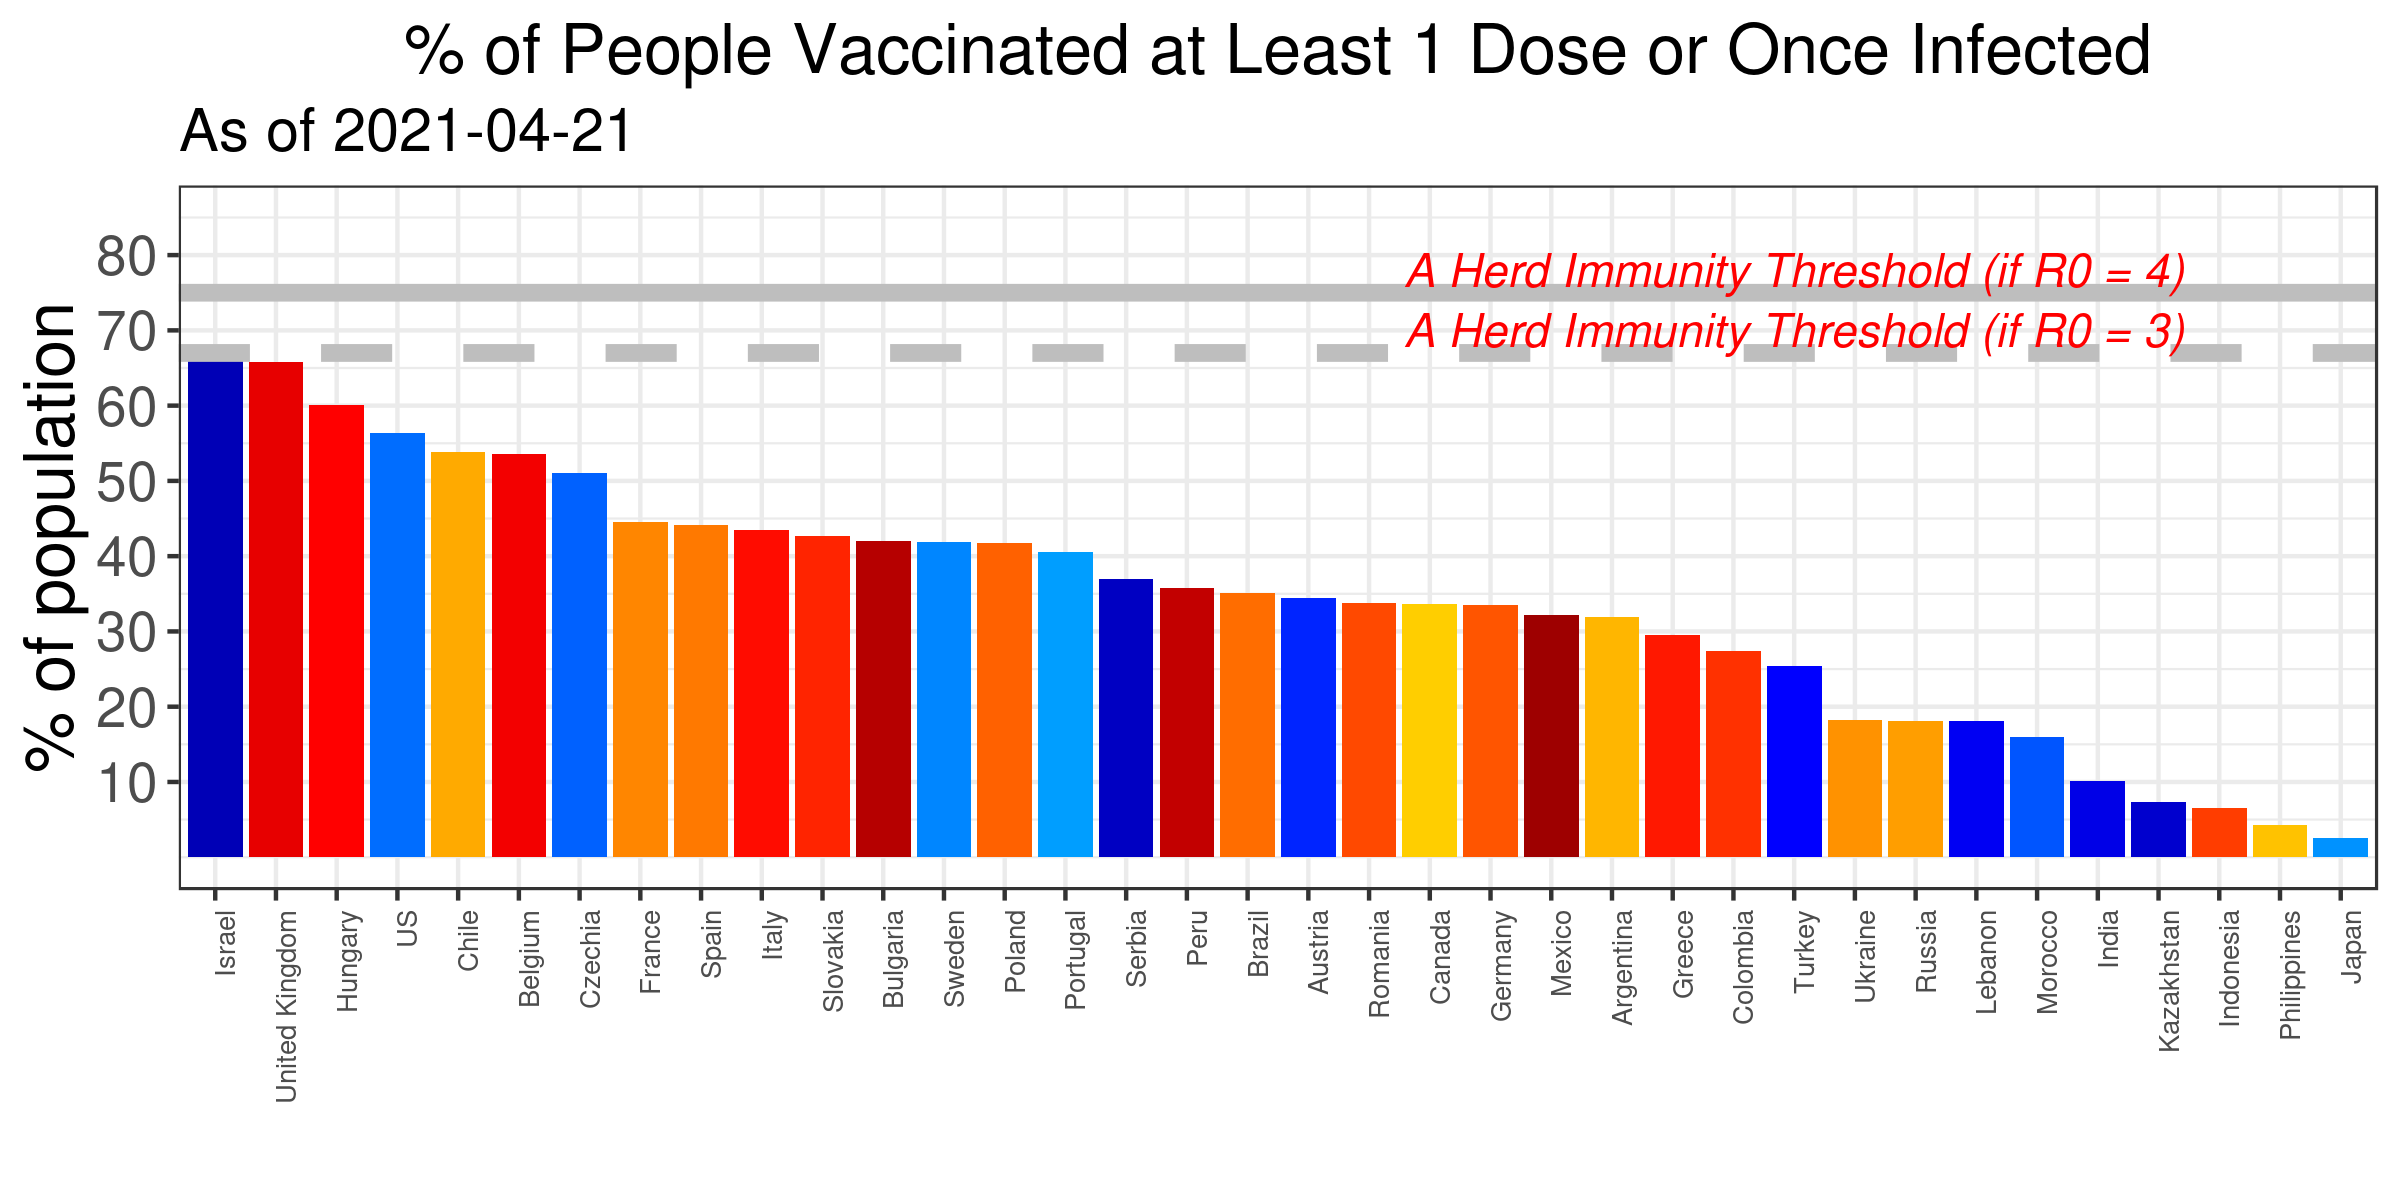 % of People Vaccinated at Least 1 Dose or Once Infected
As of 2021-04-21
% of population
80
70
60
50
40
30
20
10
A Herd Immunity Threshold (if R0 = 4)
A Herd Immunity Threshold (if R0 = 3)
Israel
United Kingdom
Hungary
US
Chile
Belgium
Czechia
France
Spain
Italy
Slovakia
Bulgaria
Sweden
Poland
Portugal
Serbia
Peru
Brazil
Austria
Romania
Canada
Germany
Mexico
Argentina
Greece
Colombia
Turkey
Ukraine
Russia
Lebanon
Morocco
India
Kazakhstan
Indonesia
Philippines
Japan